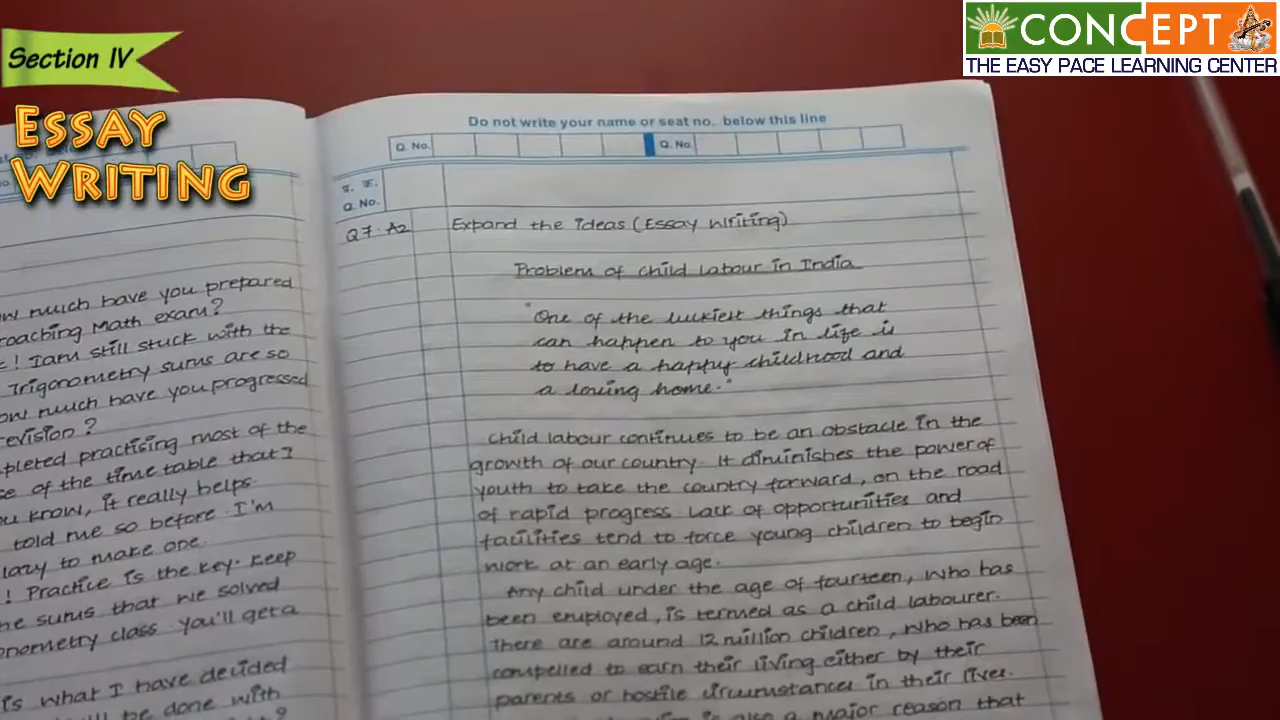 Section IV
ESSAY
WRITING
CONCEPT
THE EASY PACE LEARNING CENTER
Do not write your name or seat no. below this line
Q. No.
Q. No.
प्र. क्र.
Q. No.
Q7. A2
Expand the ideas (Essay Writing)
Problem of child labour in India
"One of the luckiest things that
can happen to you in life is
to have a happy childhood and
a loving home."
Child labour continues to be an obstacle in the
growth of our country. It diminishes the power of
youth to take the country forward, on the road
of rapid progress. Lack of opportunities and
facilities tend to force young children to begin
work at an early age.
Any child under the age of fourteen, who has
been employed, is termed as a child labourer.
There are around 12 million children, who has been
compelled to earn their living either by their
parents or hostile circumstances in their lives.
is also a major reason that
much have you prepared
Math exam?
! I am still stuck with the
Trigonometry sums are so
much have you progressed
revision?
completed practising most of the
of the time table that I
know, it really helps.
told me so before. I'm
lazy to make one.
! Practice is the key. Keep
sums that we solved
class. You'll get a
is what I have decided
be done with